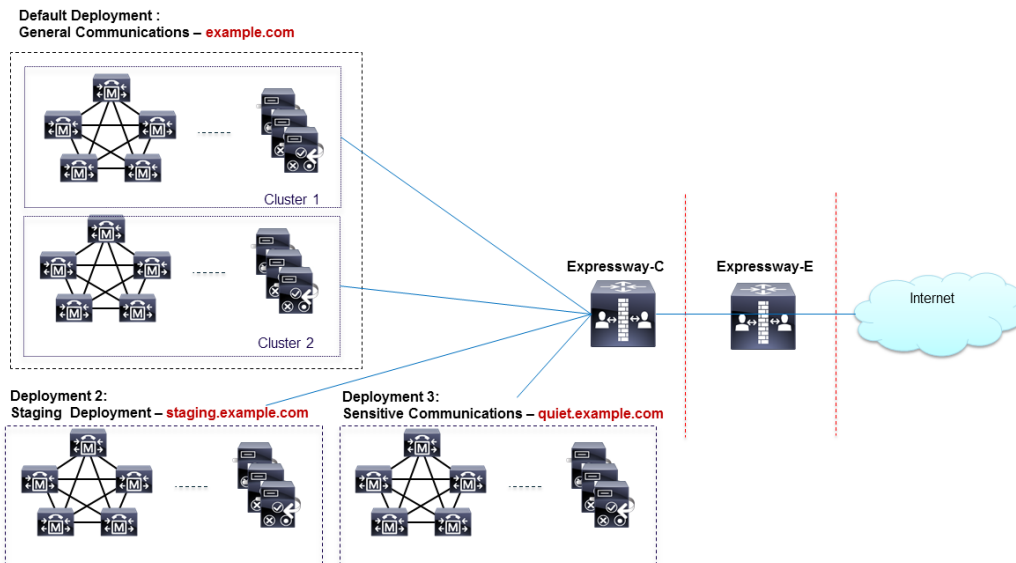 Default Deployment :
General Communications – example.com
M
M
M
M
M
Cluster 1
M
M
M
M
M
Cluster 2
Expressway-C
Expressway-E
Internet
Deployment 2:
Staging Deployment – staging.example.com
M
M
M
M
M
Deployment 3:
Sensitive Communications – quiet.example.com
M
M
M
M
M